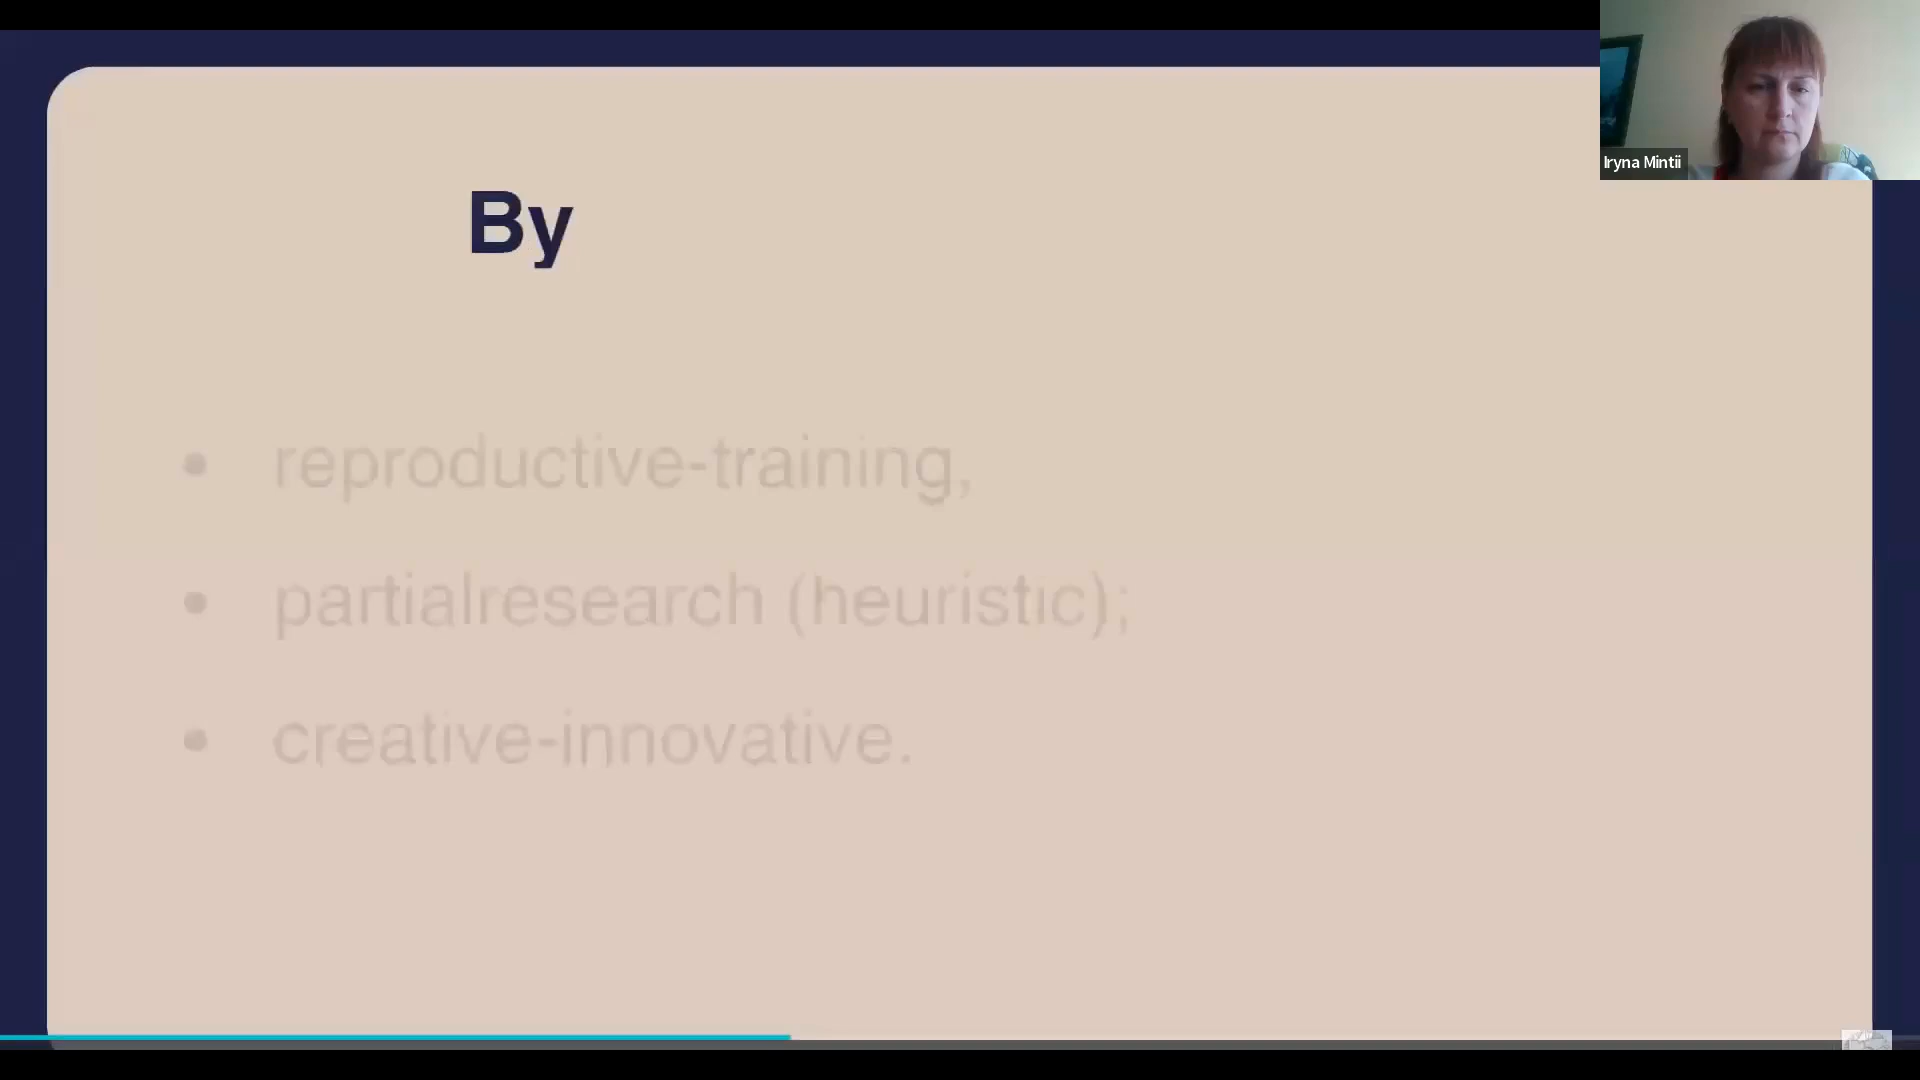 By
• reproductive-training,
• partialresearch (heuristic);
• creative-innovative.
Iryna Mintii